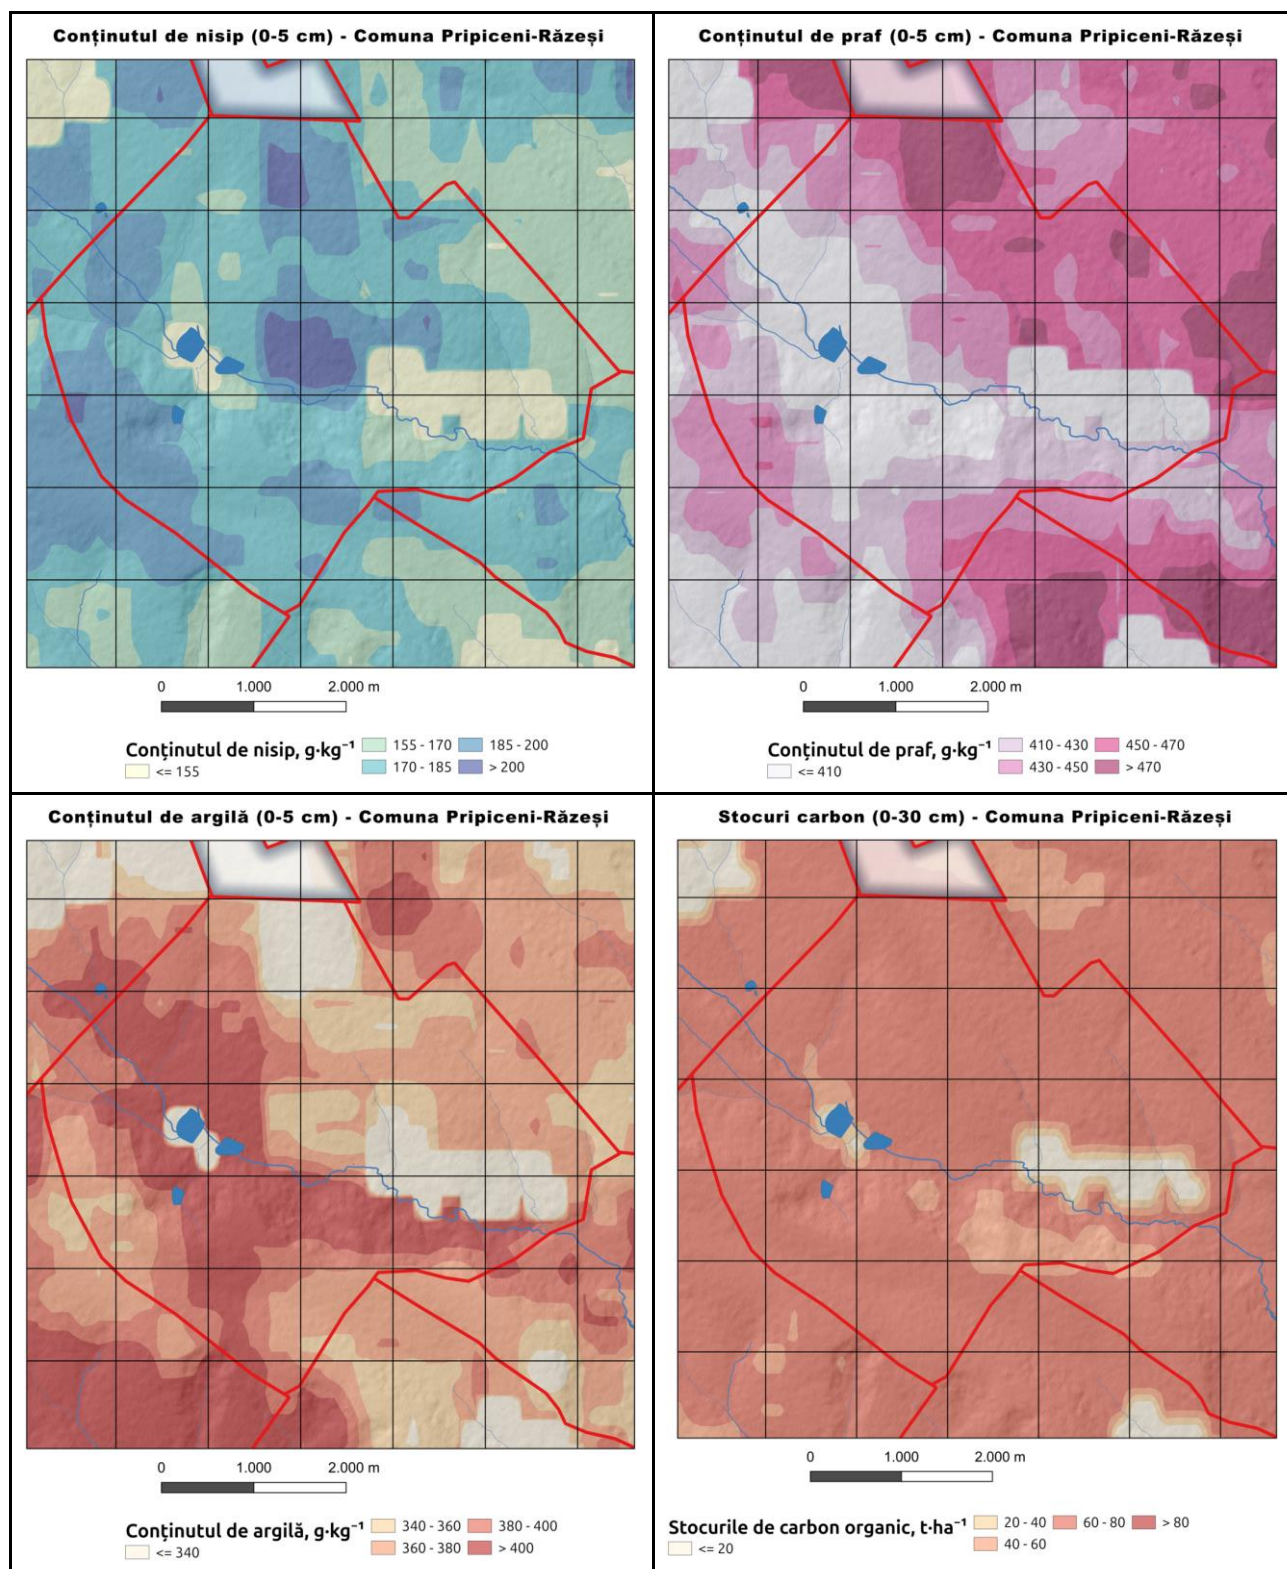 Conținutul de nisip (0-5 cm) - Comuna Pripiceni-Răzeși
0 1.000 2.000 m
Conținutul de nisip, g·kg⁻¹
<= 155
155 - 170
170 - 185
185 - 200
> 200
Conținutul de praf (0-5 cm) - Comuna Pripiceni-Răzeși
0 1.000 2.000 m
Conținutul de praf, g·kg⁻¹
<= 410
410 - 430
430 - 450
450 - 470
> 470
Conținutul de argilă (0-5 cm) - Comuna Pripiceni-Răzeși
0 1.000 2.000 m
Conținutul de argilă, g·kg⁻¹
<= 340
340 - 360
360 - 380
380 - 400
> 400
Stocuri carbon (0-30 cm) - Comuna Pripiceni-Răzeși
0 1.000 2.000 m
Stocurile de carbon organic, t·ha⁻¹
<= 20
20 - 40
40 - 60
60 - 80
> 80